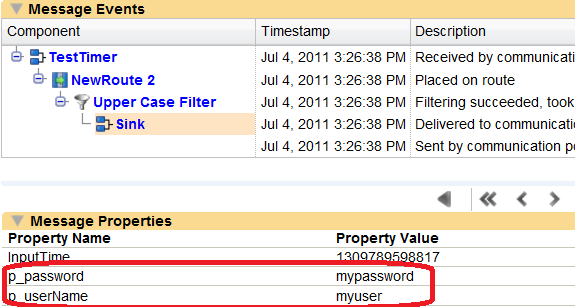 Message Events
Component Timestamp Description
TestTimer Jul 4, 2011 3:26:38 PM Received by communication
NewRoute 2 Jul 4, 2011 3:26:38 PM Placed on route
Upper Case Filter Jul 4, 2011 3:26:38 PM Filtering succeeded, took
Sink Jul 4, 2011 3:26:38 PM Delivered to communication
Jul 4, 2011 3:26:38 PM Sent by communication po
Message Properties
Property Name Property Value
InputTime 1309789598817
p_password mypassword
p_userName myuser